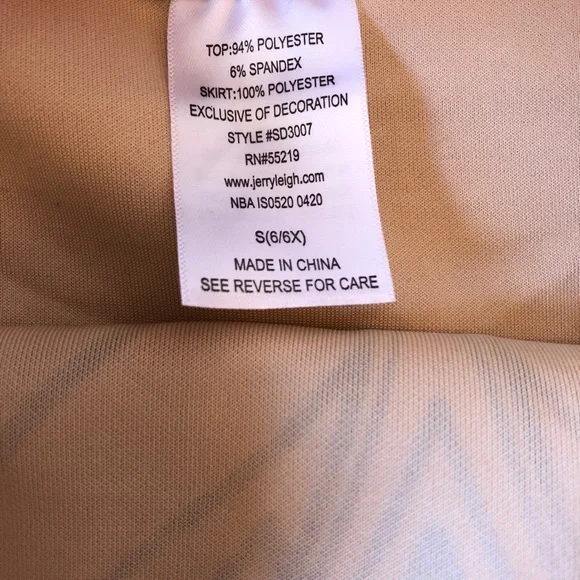 TOP:94% POLYESTER
6% SPANDEX
SKIRT:100% POLYESTER
EXCLUSIVE OF DECORATION
STYLE #SD3007
RN#55219
www.jerryleigh.com
NBA IS0520 0420
S(6/6X)
MADE IN CHINA
SEE REVERSE FOR CARE